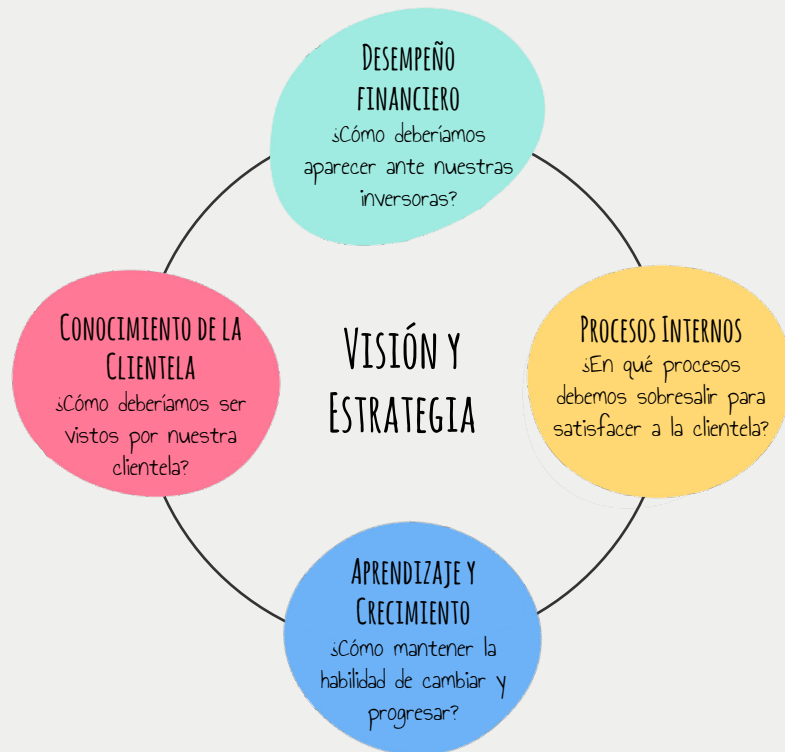 DESEMPEÑO
FINANCIERO
¿Cómo deberíamos
aparecer ante nuestras
inversoras?
CONOCIMIENTO DE LA
CLIENTELA
¿Cómo deberíamos ser
vistos por nuestra
clientela?
VISIÓN Y
ESTRATEGIA
PROCESOS INTERNOS
¿En qué procesos
debemos sobresalir para
satisfacer a la clientela?
APRENDIZAJE Y
CRECIMIENTO
¿Cómo mantener la
habilidad de cambiar y
progresar?